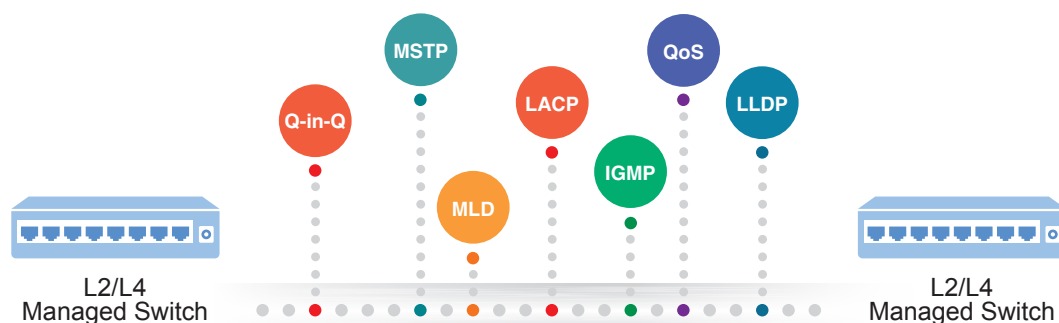 MSTP
QoS
Q-in-Q
LACP
LLDP
IGMP
MLD
L2/L4
Managed Switch
L2/L4
Managed Switch